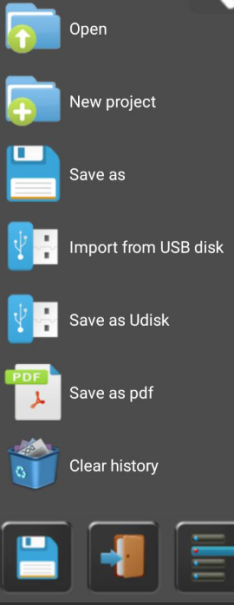 Open
New project
Save as
Import from USB disk
Save as Udisk
PDF
Save as pdf
Clear history